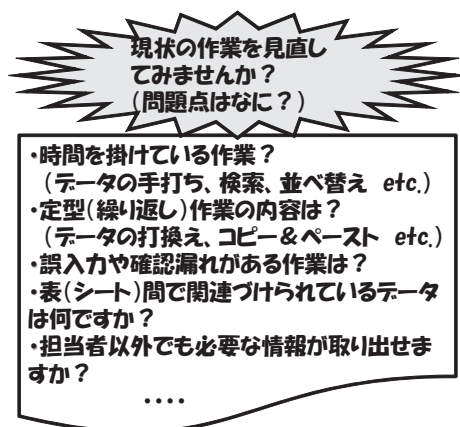 現状の作業を見直し
てみませんか？
（問題点はなに？）
・時間を掛けている作業？
（データの手打ち、検索、並べ替え etc.）
・定型（繰り返し）作業の内容は？
（データの打換え、コピー＆ペースト etc.）
・誤入力や確認漏れがある作業は？
・表（シート）間で関連づけられているデータ
は何ですか？
・担当者以外でも必要な情報が取り出せま
すか？
‥‥